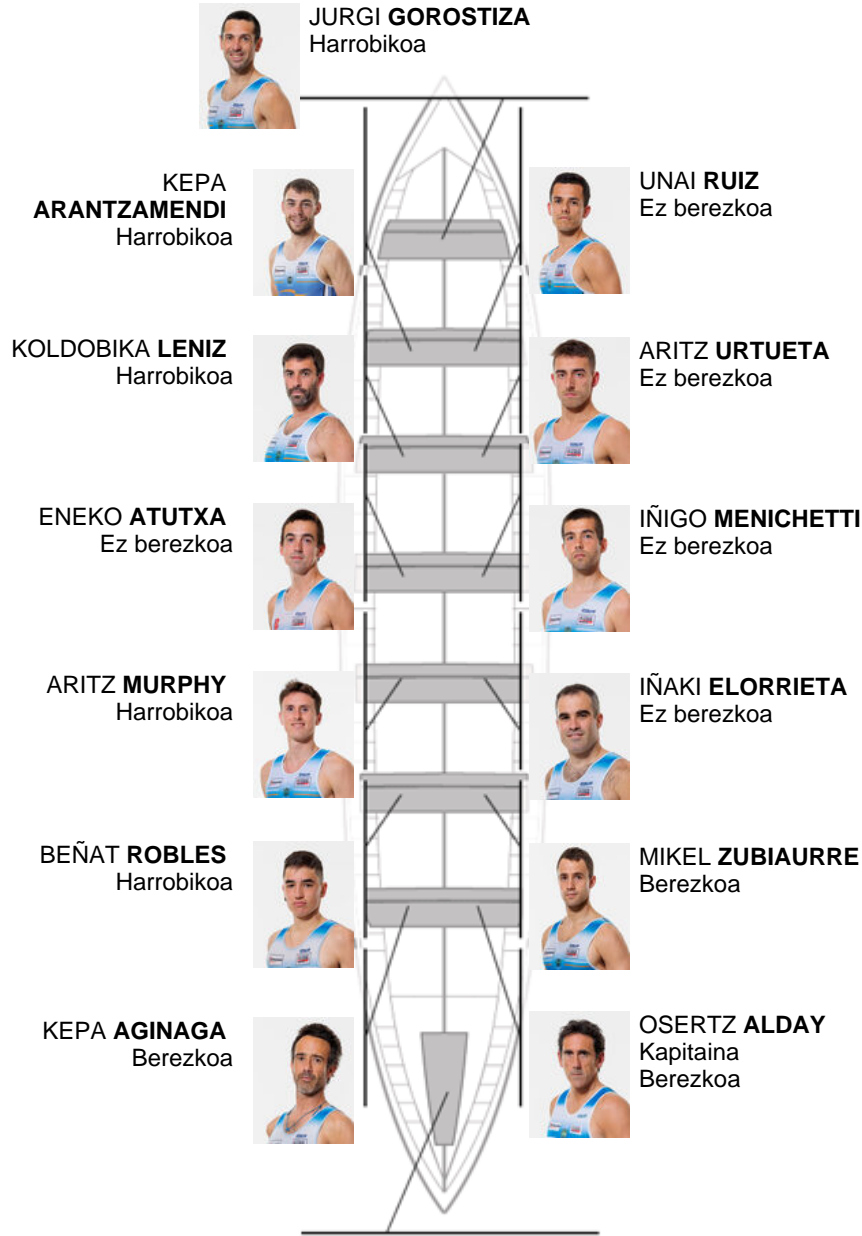 JURGI GOROSTIZA
Harrobikoa
KEPA
ARANTZAMENDI
Harrobikoa
UNAI RUIZ
Ez berezkoa
KOLDOBIKA LENIZ
Harrobikoa
ARITZ URTUETA
Ez berezkoa
ENEKO ATUTXA
Ez berezkoa
IÑIGO MENICHETTI
Ez berezkoa
ARITZ MURPHY
Harrobikoa
IÑAKI ELORRIETA
Ez berezkoa
BEÑAT ROBLES
Harrobikoa
MIKEL ZUBIAURRE
Berezkoa
KEPA AGINAGA
Berezkoa
OSERTZ ALDAY
Kapitaina
Berezkoa